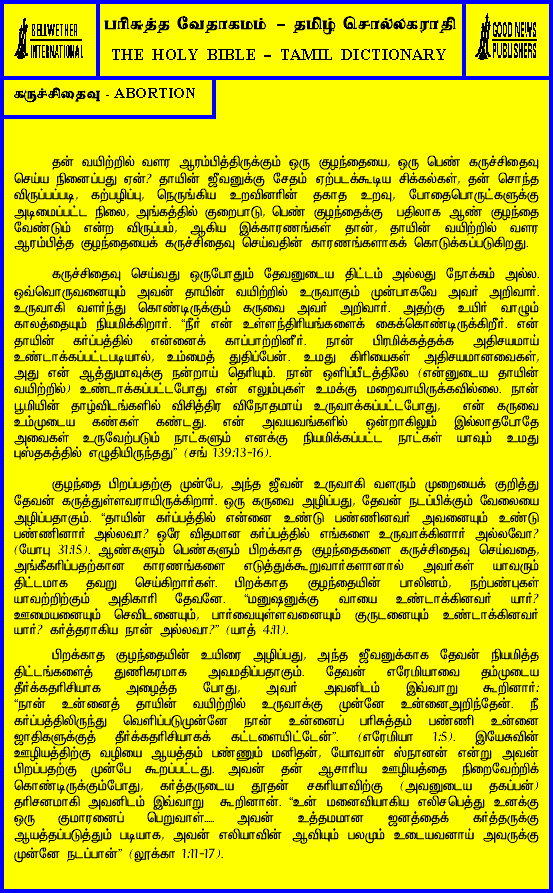 BELLWETHER
INTERNATIONAL
பரிசுத்த வேதாகமம் – தமிழ் சொல்லகராதி
THE HOLY BIBLE – TAMIL DICTIONARY
GOOD NEWS
PUBLISHERS
கருச்சிதைவு - ABORTION
தன் வயிற்றில் வளர ஆரம்பித்திருக்கும் ஒரு குழந்தையை, ஒரு பெண் கருச்சிதைவு
செய்ய நினைப்பது ஏன்? தாயின் ஜீவனுக்கு சேதம் ஏற்படக்கூடிய சிக்கல்கள், தன் சொந்த
விருப்பப்படி, கற்பழிப்பு, நெருங்கிய உறவினரின் தகாத உறவு, போதைபொருட்களுக்கு
அடிமைப்பட்ட நிலை, அங்கத்தில் குறைபாடு, பெண் குழந்தைக்கு பதிலாக ஆண் குழந்தை
வேண்டும் என்ற விருப்பம், ஆகிய இக்காரணங்கள் தான், தாயின் வயிற்றில் வளர
ஆரம்பித்த குழந்தையைக் கருச்சிதைவு செய்வதின் காரணங்களாகக் கொடுக்கப்படுகிறது.
கருச்சிதைவு செய்வது ஒருபோதும் தேவனுடைய திட்டம் அல்லது நோக்கம் அல்ல.
ஒவ்வொருவனையும் அவன் தாயின் வயிற்றில் உருவாகும் முன்பாகவே அவர் அறிவார்.
உருவாகி வளர்ந்து கொண்டிருக்கும் கருவை அவர் அறிவார். அதற்கு உயிர் வாழும்
காலத்தையும் நியமிக்கிறார். “நீர் என் உள்ளந்திரியங்களைக் கைக்கொண்டிருக்கிறீர். என்
தாயின் கர்ப்பத்தில் என்னைக் காப்பாற்றினீர். நான் பிரமிக்கத்தக்க அதிசயமாய்
உண்டாக்கப்பட்டபடியால், உம்மைத் துதிப்பேன். உமது கிரியைகள் அதிசயமானவைகள்,
அது என் ஆத்துமாவுக்கு நன்றாய் தெரியும். நான் ஒளிப்பீடத்திலே (என்னுடைய தாயின்
வயிற்றில்) உண்டாக்கப்பட்டபோது என் எலும்புகள் உமக்கு மறைவாயிருக்கவில்லை. நான்
பூமியின் தாழ்விடங்களில் விசித்திர விநோதமாய் உருவாக்கப்பட்டபோது, என் கருவை
உம்முடைய கண்கள் கண்டது. என் அவயவங்களில் ஒன்றாகிலும் இல்லாதபோதே
அவைகள் உருவேற்படும் நாட்களும் எனக்கு நியமிக்கப்பட்ட நாட்கள் யாவும் உமது
புஸ்தகத்தில் எழுதியிருந்தது” (சங் 139:13-16).
குழந்தை பிறப்பதற்கு முன்பே, அந்த ஜீவன் உருவாகி வளரும் முறையைக் குறித்து
தேவன் கருத்துள்ளவராயிருக்கிறார். ஒரு கருவை அழிப்பது, தேவன் நடப்பிக்கும் வேலையை
அழிப்பதாகும். “தாயின் கர்ப்பத்தில் என்னை உண்டு பண்ணினவர் அவனையும் உண்டு
பண்ணினார் அல்லவா? ஒரே விதமான கர்ப்பத்தில் எங்களை உருவாக்கினார் அல்லவோ?
(யோபு 31:15). ஆண்களும் பெண்களும் பிறக்காத குழந்தைகளை கருச்சிதைவு செய்வதை,
அங்கீகரிப்பதற்கான காரணங்களை எடுத்துக்கூறுவார்களானால் அவர்கள் யாவரும்
திட்டமாக தவறு செய்கிறார்கள். பிறக்காத குழந்தையின் பாலினம், நற்பண்புகள்
யாவற்றிற்கும் அதிகாரி தேவனே. “மனுஷனுக்கு வாயை உண்டாக்கினவர் யார்?
ஊமையனையும் செவிடனையும், பார்வையுள்ளவனையும் குருடனையும் உண்டாக்கினவர்
யார்? கர்த்தராகிய நான் அல்லவா?” (யாத் 4:11).
பிறக்காத குழந்தையின் உயிரை அழிப்பது, அந்த ஜீவனுக்காக தேவன் நியமித்த
திட்டங்களைத் துணிகரமாக அவமதிப்பதாகும். தேவன் எரேமியாவை தம்முடைய
தீர்க்கதரிசியாக அழைத்த போது, அவர் அவனிடம் இவ்வாறு கூறினார்:
“நான் உன்னைத் தாயின் வயிற்றில் உருவாக்கு முன்னே உன்னைஅறிந்தேன். நீ
கர்ப்பத்திலிருந்து வெளிப்படுமுன்னே நான் உன்னைப் பரிசுத்தம் பண்ணி உன்னை
ஜாதிகளுக்குத் தீர்க்கதரிசியாகக் கட்டளையிட்டேன்”. (எரேமியா 1:5). இயேசுவின்
ஊழியத்திற்கு வழியை ஆயத்தம் பண்ணும் மனிதன், யோவான் ஸ்நானன் என்று அவன்
பிறப்பதற்கு முன்பே கூறப்பட்டது. அவன் தன் ஆசாரிய ஊழியத்தை நிறைவேற்றிக்
கொண்டிருக்கும்போது, கர்த்தருடைய தூதன் சகரியாவிற்கு (அவனுடைய தகப்பன்)
தரிசனமாகி அவனிடம் இவ்வாறு கூறினான். “உன் மனைவியாகிய எலிசபெத்து உனக்கு
ஒரு குமாரனைப் பெறுவாள்..... அவன் உத்தமமான ஜனத்தைக் கர்த்தருக்கு
ஆயத்தப்படுத்தும் படியாக, அவன் எலியாவின் ஆவியும் பலமும் உடையவனாய் அவருக்கு
முன்னே நடப்பான்” (லூக்கா 1:11-17).